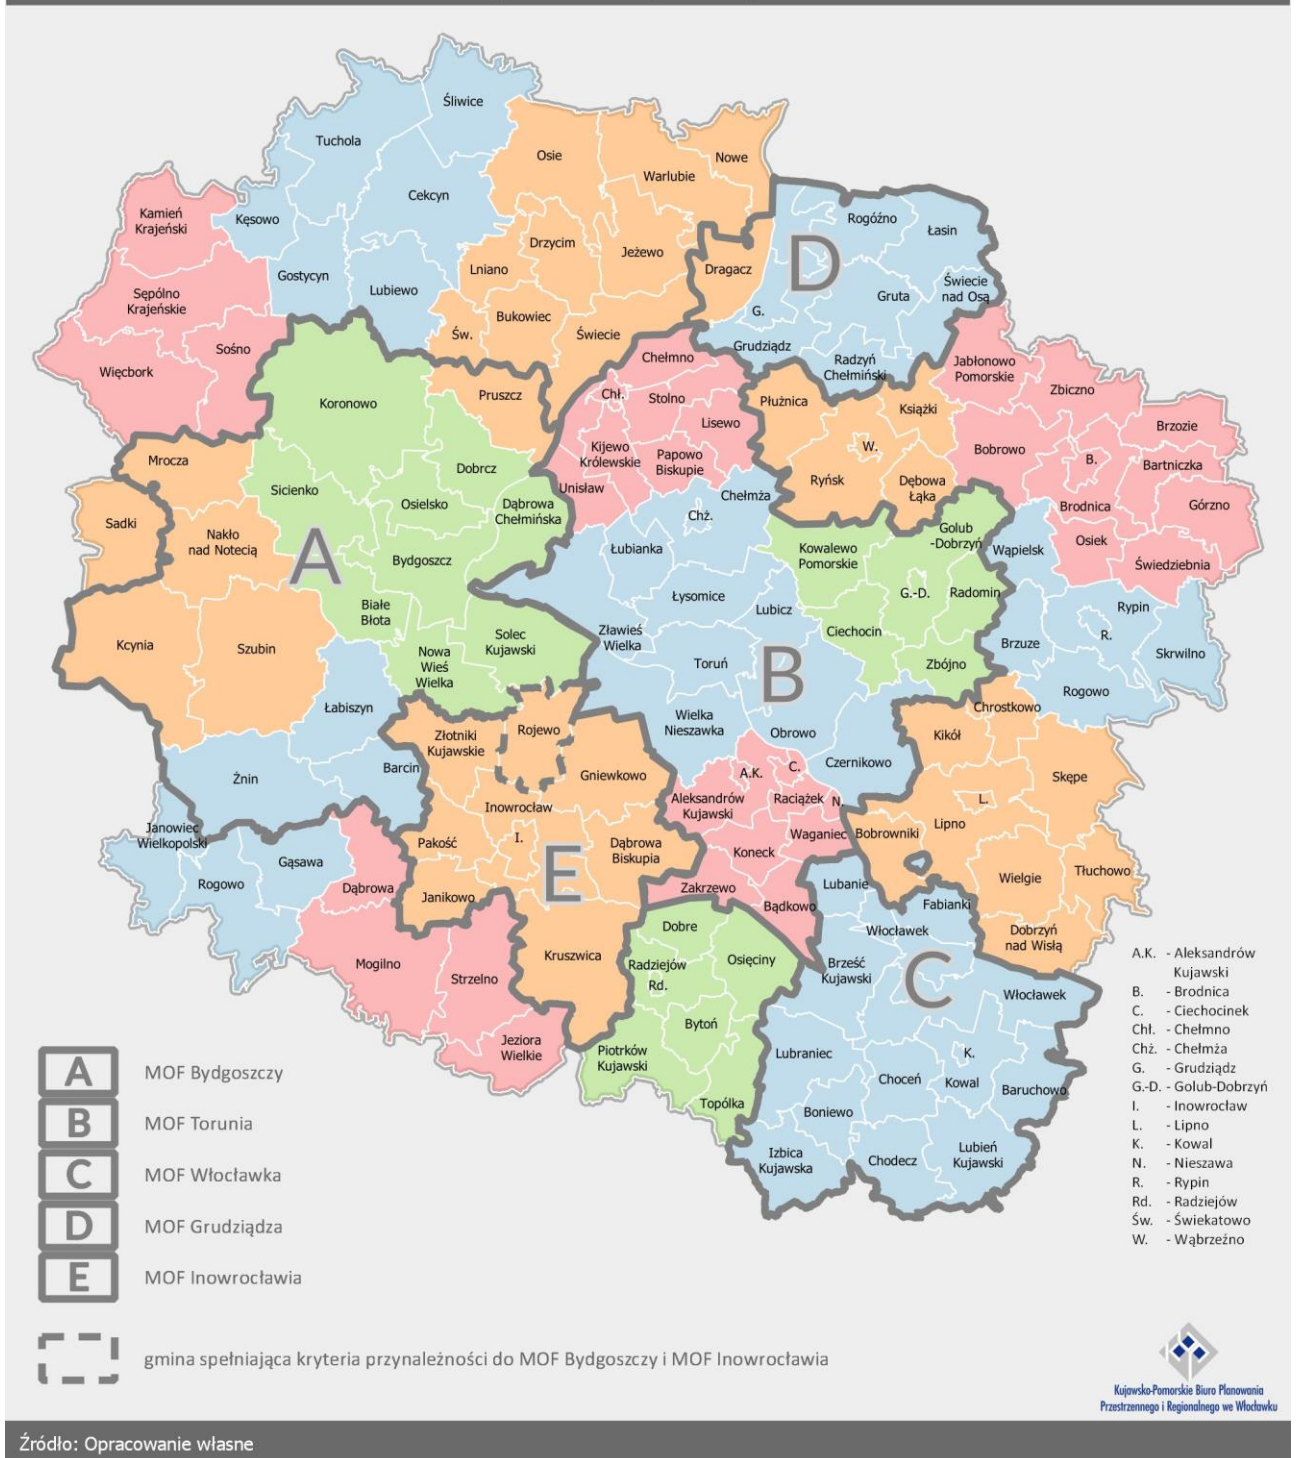 Śliwice
Tuchola
Osie
Nowe
Warlubie
Cekcyn
Kamień
Krajeński
Kęsowo
Rogóźno
Łasin
D
Drzycim
Jeżewo
Lniano
Dragacz
Gostycyn
Świecie
nad Osą
Lubiewo
Sępólno
Krajeńskie
Gruta
G.
Bukowiec
Św.
Świecie
Sośno
Grudziądz
Radzyń
Chełmiński
Chełmno
Jabłonowo
Pomorskie
Więcbork
Zbiczno
Chł.
Stolno
Pruszcz
Koronowo
Płużnica
Książki
Lisewo
Brzozie
Kijewo
Królewskie
Papowo
Biskupie
W.
Bobrowo
B.
Bartniczka
Mrocza
Dobrcz
Ryńsk
Dębowa
Łąka
Unisław
Sicienko
Osielsko
Dąbrowa
Chełmińska
Chełmża
Chż.
Brodnica
Górzno
Sadki
Nakło
nad Notecią
A
Golub
-Dobrzyń
Osiek
Łubianka
Kowalewo
Pomorskie
Wąpielsk
Bydgoszcz
Świedziebnia
Łysomice
G.-D.
Radomin
Lubicz
Rypin
Białe
Błota
R.
Zławieś
Wielka
Ciechocin
Solec
Kujawski
Kcynia
Szubin
Brzuze
Skrwilno
Nowa
Wieś
Wielka
Toruń
B
Zbójno
Rogowo
Łabiszyn
Wielka
Nieszawka
Chrostkowo
Złotniki
Kujawskie
Rojewo
Obrowo
Kikół
Barcin
Czernikowo
Żnin
Gniewkowo
A.K.
C.
Skępe
Inowrocław
Aleksandrów
Kujawski
Raciążek
N.
L.
Janowiec
Wielkopolski
Lipno
Bobrowniki
Waganiec
Pakość
I.
Dąbrowa
Biskupia
Koneck
Gąsawa
E
Tłuchowo
Rogowo
Dąbrowa
Wielgie
Zakrzewo
Lubanie
Janikowo
Bądkowo
Fabianki
Dobre
Włocławek
Dobrzyń
nad Wisłą
Kruszwica
Osięciny
Mogilno
Radziejów
Brześć
Kujawski
C
Strzelno
Rd.
Włocławek
Bytoń
Jeziora
Wielkie
Piotrków
Kujawski
Lubraniec
K.
Choceń
Kowal
Baruchowo
Topólka
Boniewo
Izbica
Kujawska
Chodecz
Lubień
Kujawski
A.K. - Aleksandrów
Kujawski
B. - Brodnica
C. - Ciechocinek
Chł. - Chełmno
Chż. - Chełmża
G. - Grudziądz
G.-D. - Golub-Dobrzyń
I. - Inowrocław
L. - Lipno
K. - Kowal
N. - Nieszawa
R. - Rypin
Rd. - Radziejów
Św. - Świekatowo
W. - Wąbrzeźno
A MOF Bydgoszczy
B MOF Torunia
C MOF Włocławka
D MOF Grudziądza
E MOF Inowrocławia
gmina spełniająca kryteria przynależności do MOF Bydgoszczy i MOF Inowrocławia
Kujawsko-Pomorskie Biuro Planowania
Przestrzennego i Regionalnego we Włocławku
Źródło: Opracowanie własne